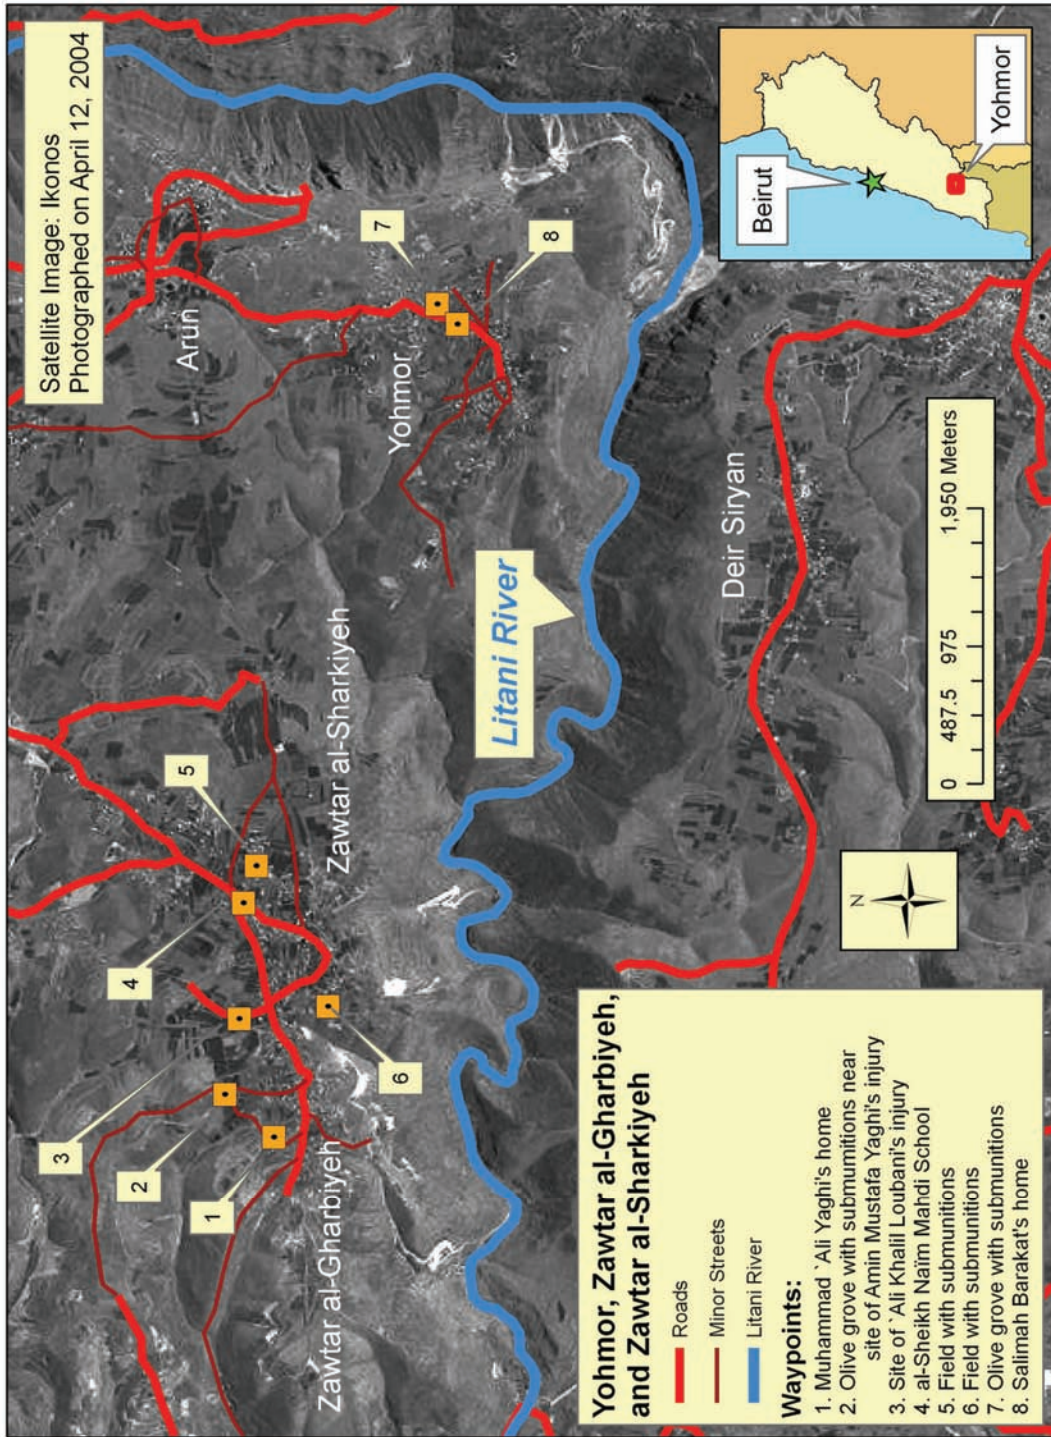 Satellite Image: Ikonos
Photographed on April 12, 2004
Arun
Yohmor
7
8
Zawtar al-Sharkiyeh
5
4
3
2
1
6
Zawtar al-Gharbiyeh
Litani River
Deir Siryan
Yohmor, Zawtar al-Gharbiyeh,
and Zawtar al-Sharkiyeh
Roads
Minor Streets
Litani River
Waypoints:
1. Muhammad `Ali Yaghi's home
2. Olive grove with submumitions near
site of Amin Mustafa Yaghi's injury
3. Site of `Ali Khalil Loubani's injury
4. al-Sheikh Naïm Mahdi School
5. Field with submunitions
6. Field with submunitions
7. Olive grove with submunitions
8. Salimah Barakat's home
N
0 487.5 975 1,950 Meters
Beirut
Yohmor